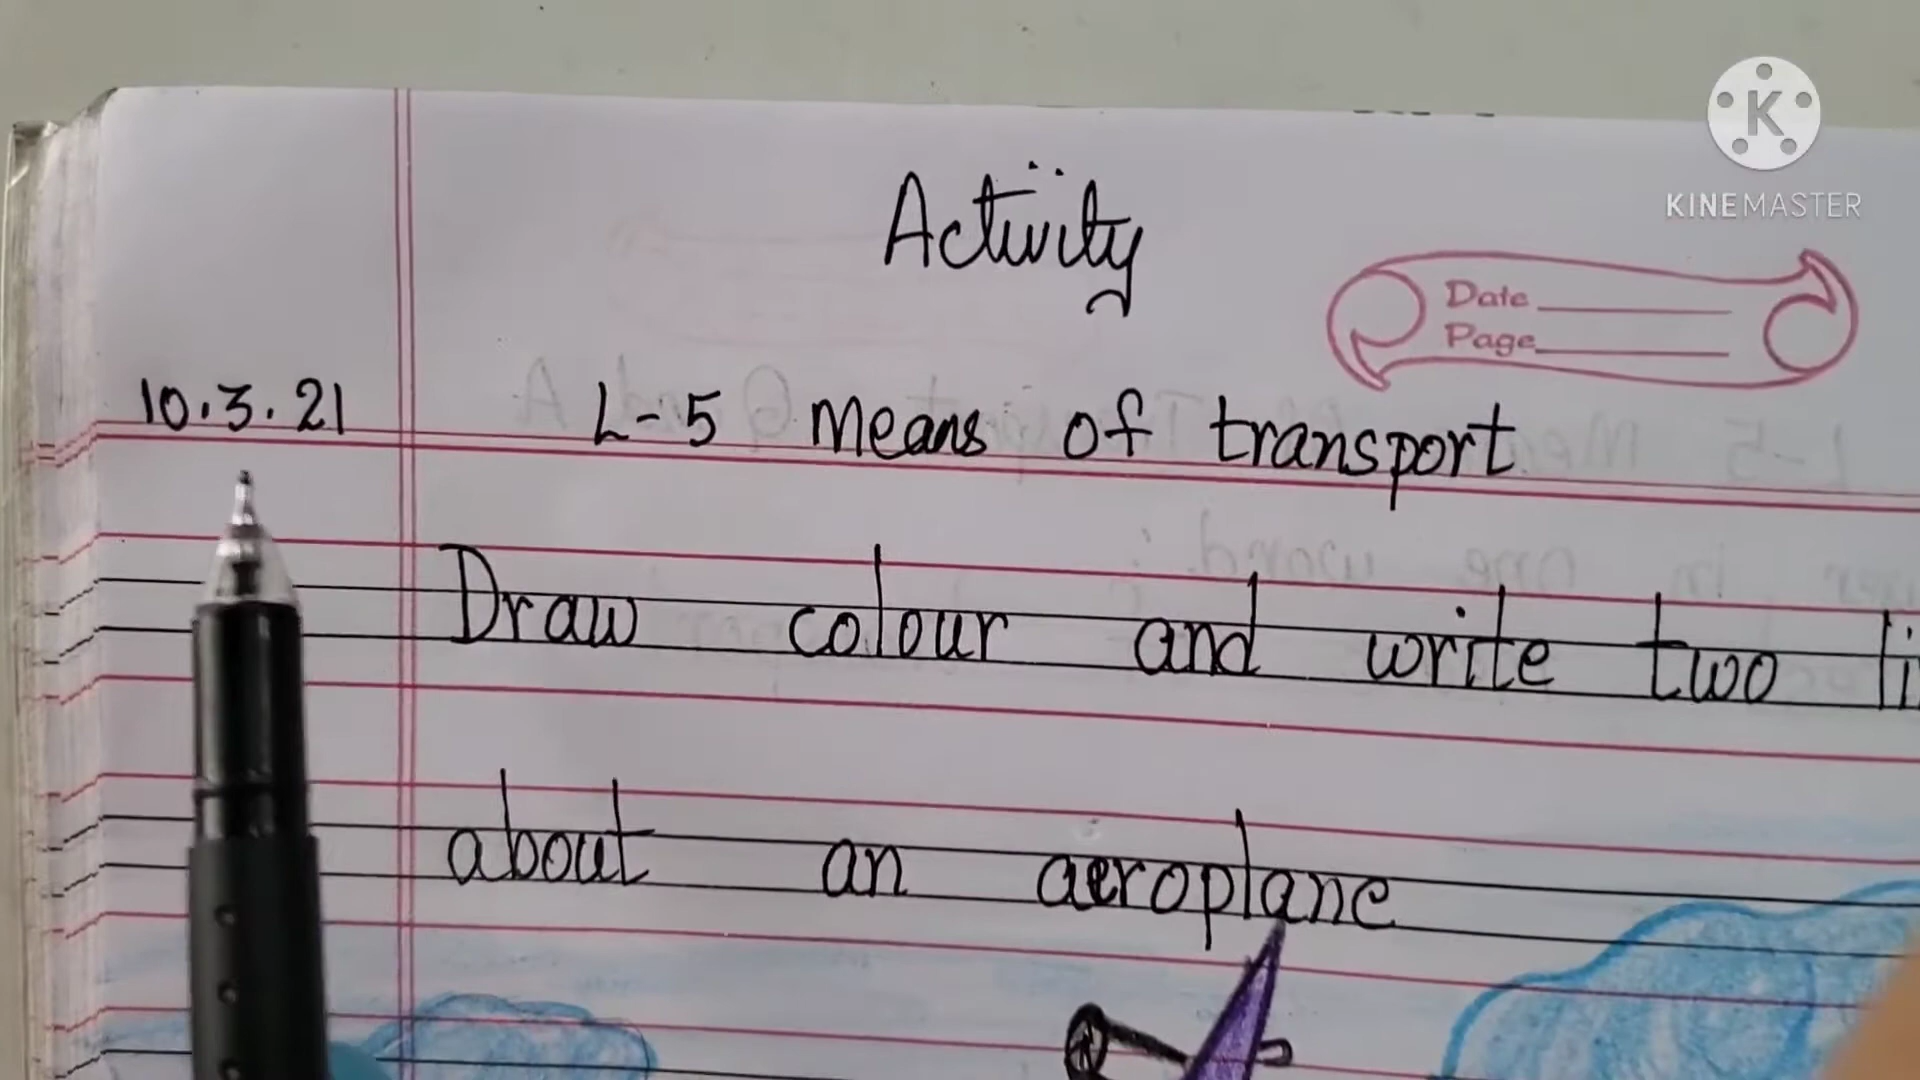 KINEMASTER
Activity
Date
Page
10.3.21 L-5 Means of transport
Draw colour and write two li
about an aeroplane